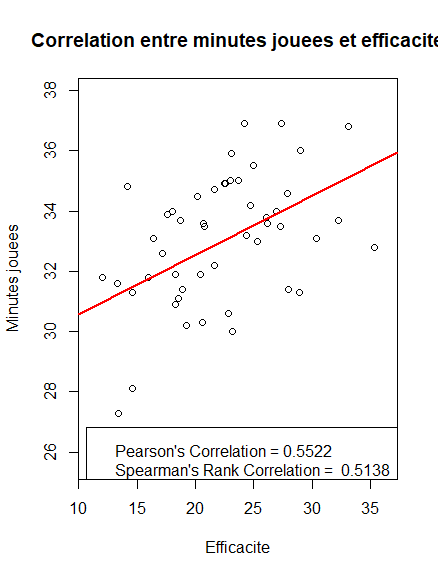 Correlation entre minutes jouees et efficacite
38
36
34
32
30
28
26
Minutes jouees
Pearson's Correlation = 0.5522
Spearman's Rank Correlation = 0.5138
10 15 20 25 30 35
Efficacite